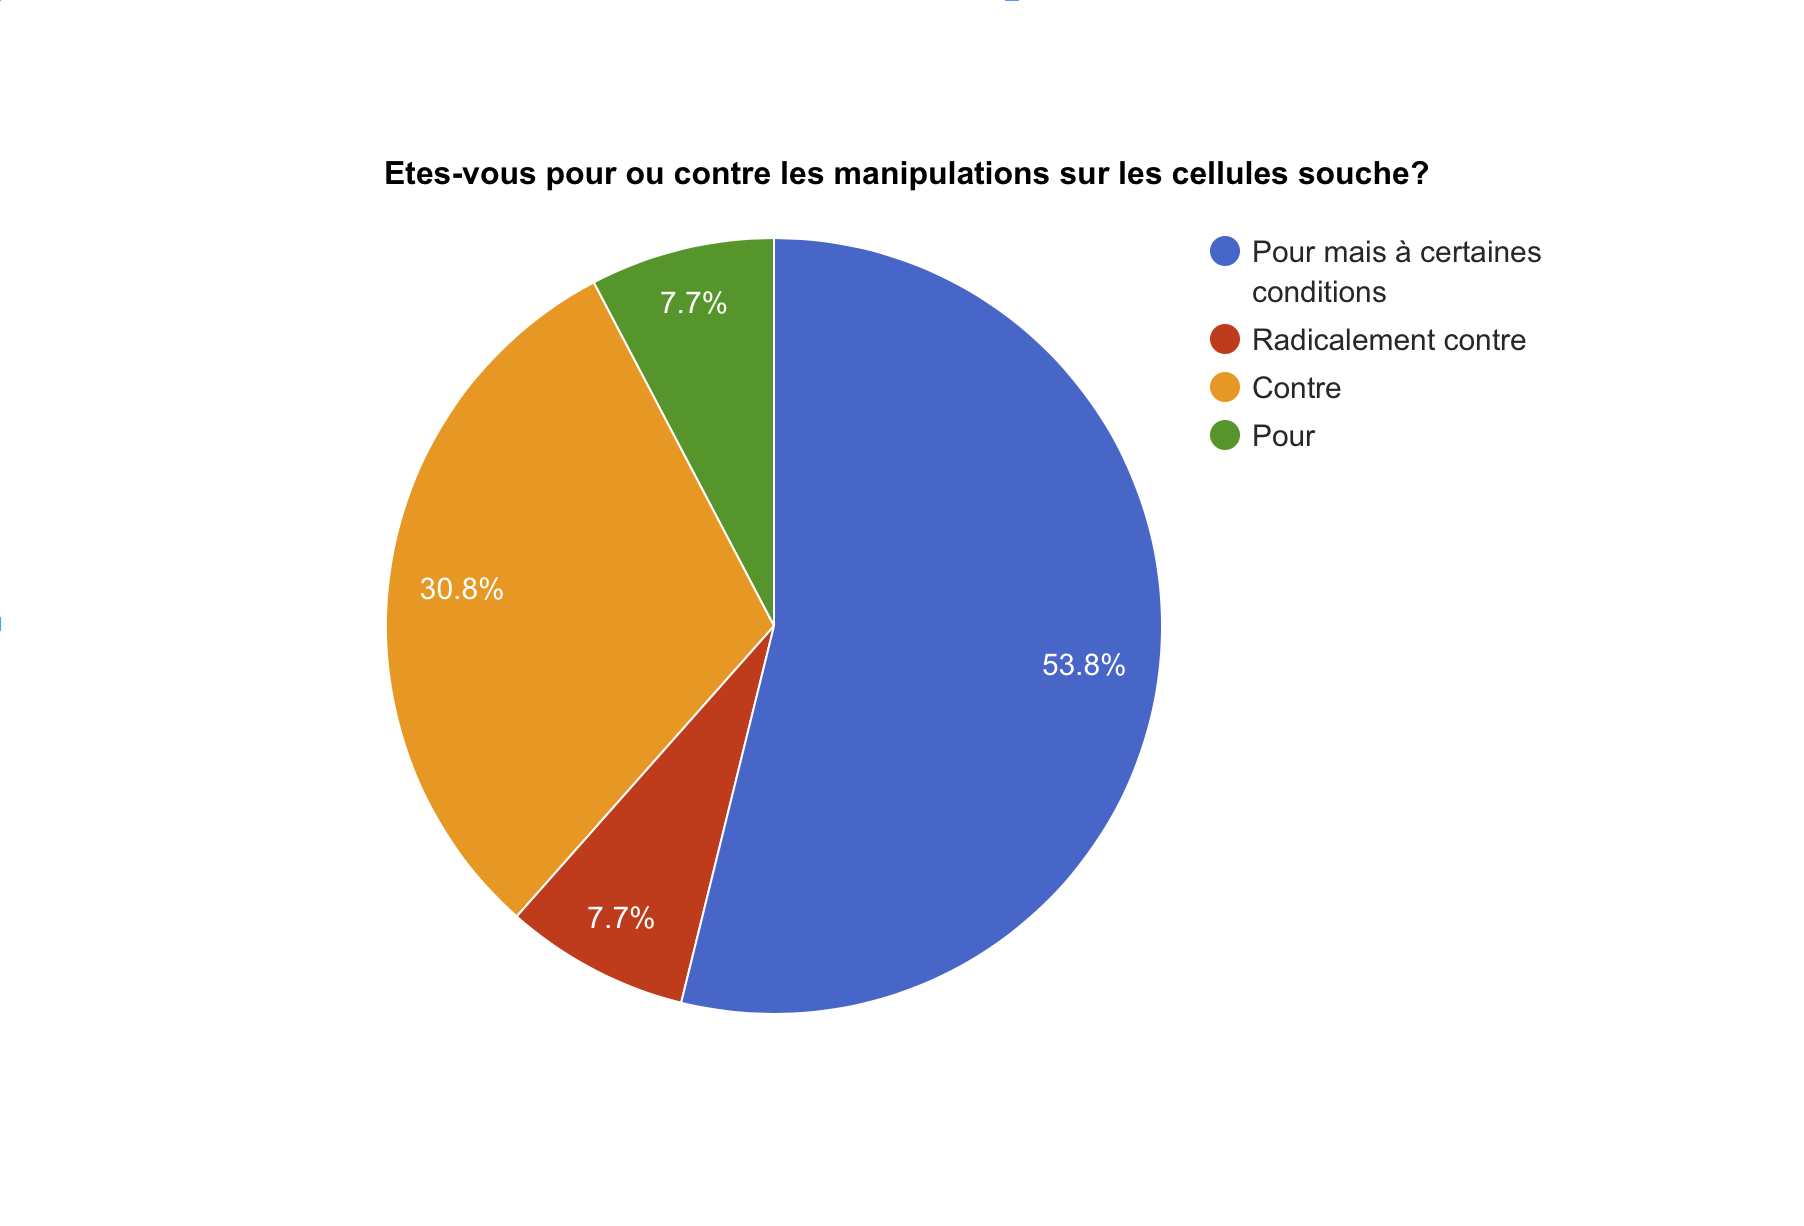 Etes-vous pour ou contre les manipulations sur les cellules souche?
Pour mais à certaines
conditions
Radicalement contre
Contre
Pour
7.7%
30.8%
53.8%
7.7%